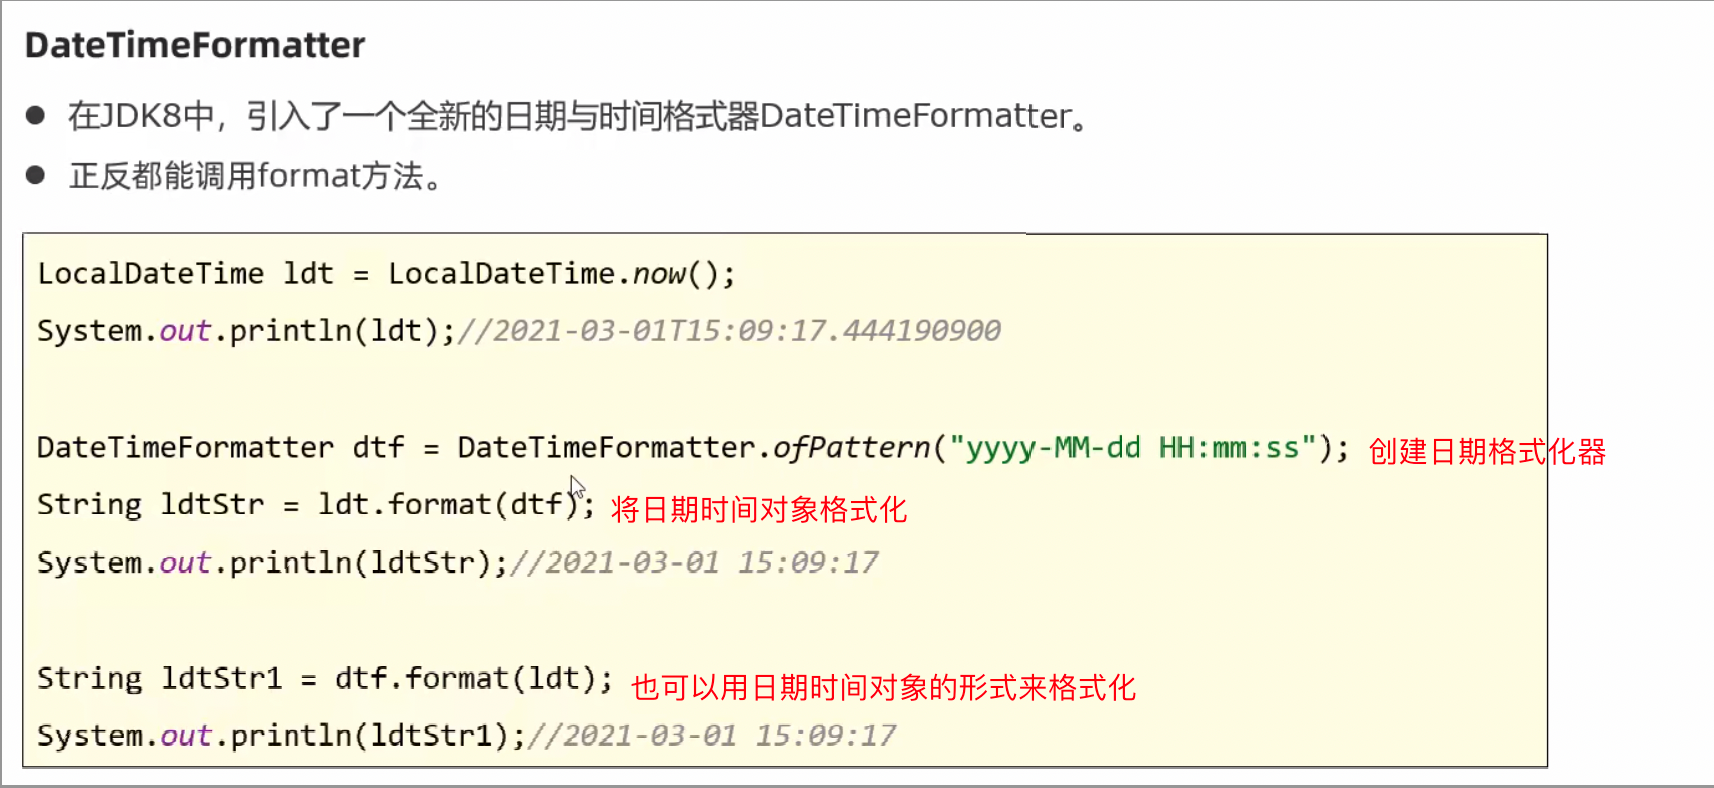 DateTimeFormatter
● 在JDK8中，引入了一个全新的日期与时间格式器DateTimeFormatter。
● 正反都能调用format方法。
LocalDateTime ldt = LocalDateTime.now();
System.out.println(ldt);//2021-03-01T15:09:17.444190900
DateTimeFormatter dtf = DateTimeFormatter.ofPattern("yyyy-MM-dd HH:mm:ss"); 创建日期格式化器
String ldtStr = ldt.format(dtf); 将日期时间对象格式化
System.out.println(ldtStr);//2021-03-01 15:09:17
String ldtStr1 = dtf.format(ldt); 也可以用日期时间对象的形式来格式化
System.out.println(ldtStr1);//2021-03-01 15:09:17